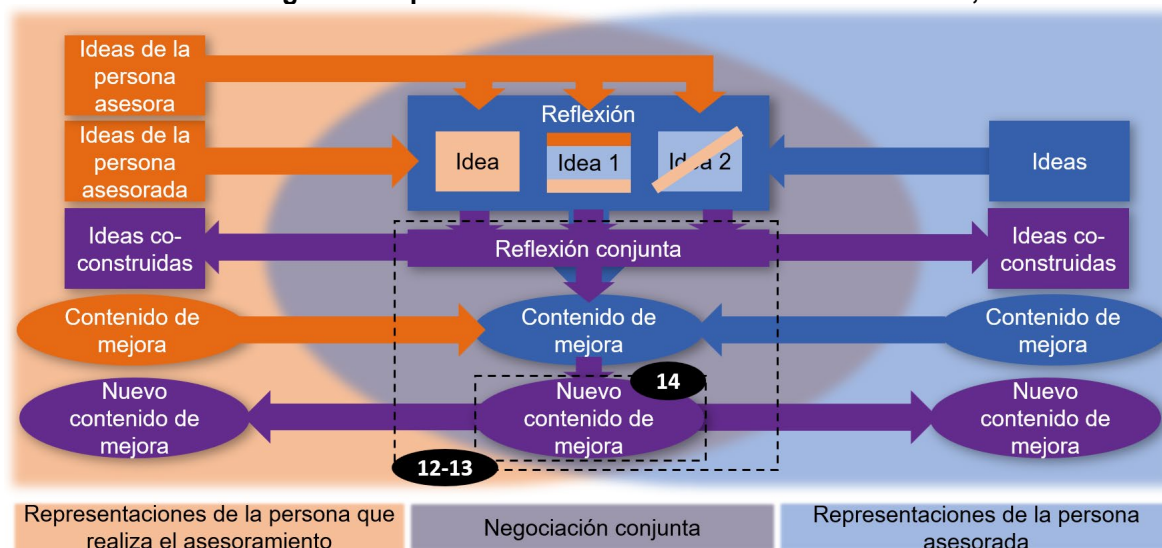 Ideas de la
persona
asesora
Reflexión
Ideas de la
persona
asesorada
Idea
Idea 1
Idea 2
Ideas
Ideas co-
construidas
Reflexión conjunta
Ideas co-
construidas
Contenido de
mejora
Contenido de
mejora
Contenido de
mejora
14
Nuevo
contenido de
mejora
Nuevo
contenido de
mejora
Nuevo
contenido de
mejora
12-13
Representaciones de la persona que
realiza el asesoramiento
Negociación conjunta
Representaciones de la persona
asesorada